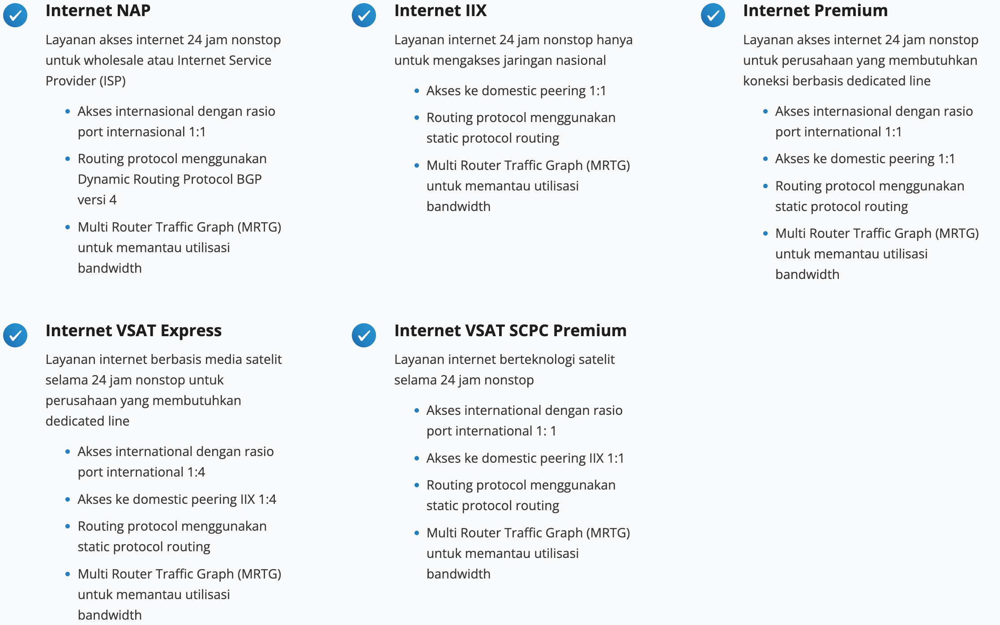 Internet NAP
Layanan akses internet 24 jam nonstop
untuk wholesale atau Internet Service
Provider (ISP)
Akses internasional dengan rasio
port internasional 1:1
Routing protocol menggunakan
Dynamic Routing Protocol BGP
versi 4
Multi Router Traffic Graph (MRTG)
untuk memantau utilisasi
bandwidth
Internet IIX
Layanan internet 24 jam nonstop hanya
untuk mengakses jaringan nasional
Akses ke domestic peering 1:1
Routing protocol menggunakan
static protocol routing
Multi Router Traffic Graph (MRTG)
untuk memantau utilisasi
bandwidth
Internet Premium
Layanan akses internet 24 jam nonstop
untuk perusahaan yang membutuhkan
koneksi berbasis dedicated line
Akses internasional dengan rasio
port international 1:1
Akses ke domestic peering 1:1
Routing protocol menggunakan
static protocol routing
Multi Router Traffic Graph (MRTG)
untuk memantau utilisasi
bandwidth
Internet VSAT Express
Layanan internet berbasis media satelit
selama 24 jam nonstop untuk
perusahaan yang membutuhkan
dedicated line
Akses international dengan rasio
port international 1:4
Akses ke domestic peering IIX 1:4
Routing protocol menggunakan
static protocol routing
Multi Router Traffic Graph (MRTG)
untuk memantau utilisasi
bandwidth
Internet VSAT SCPC Premium
Layanan internet berteknologi satelit
selama 24 jam nonstop
Akses international dengan rasio
port international 1: 1
Akses ke domestic peering IIX 1:1
Routing protocol menggunakan
static protocol routing
Multi Router Traffic Graph (MRTG)
untuk memantau utilisasi
bandwidth